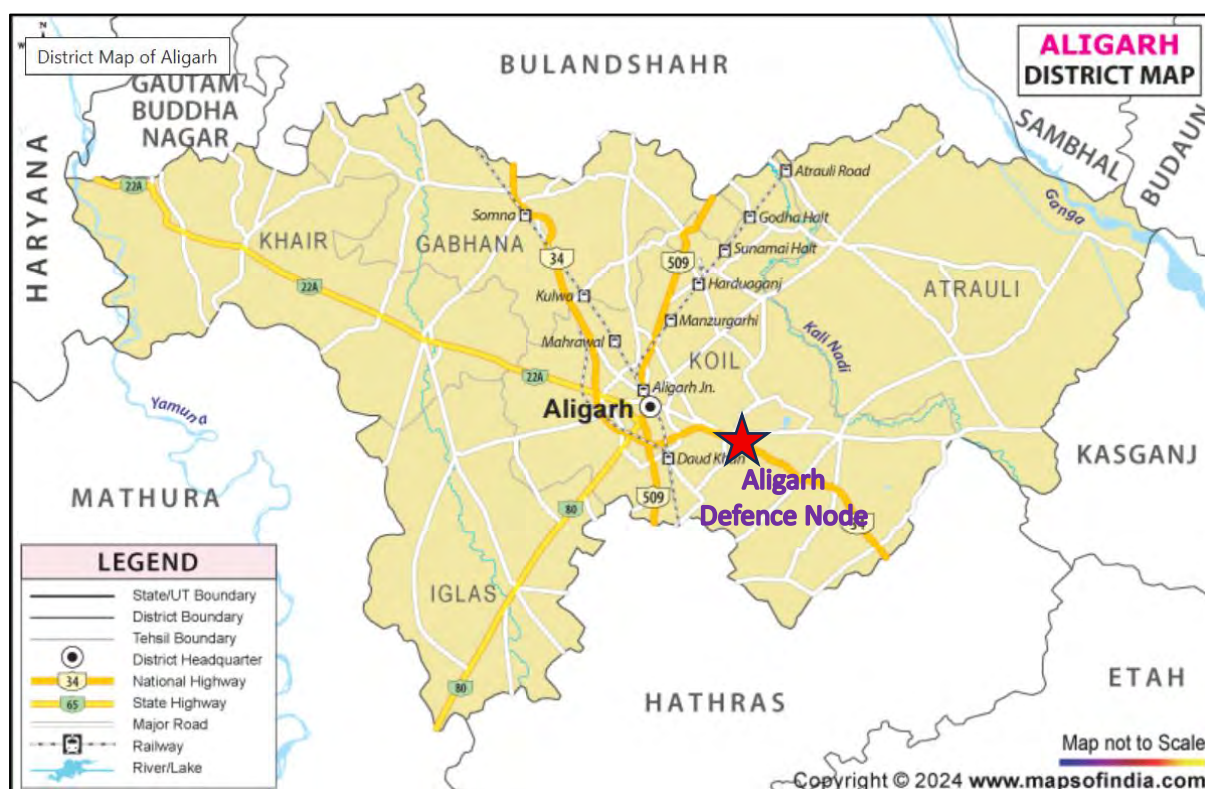 N
W
District Map of Aligarh
GAUTAM
BUDDHA
NAGAR
BULANDSHAHR
ALIGARH
DISTRICT MAP
SAMBHAL
BUDAUN
HARYANA
22A
KHAIR
Somna
GABHANA
34
509
Atrauli Road
Godha Halt
Sunamai Halt
Harduaganj
Ganga
ATRAULI
22A
Kulwa
Manzurgarhi
Mahrawal
KOIL
Kali Nadi
22A
Aligarh Jn.
Aligarh
Yamuna
Daud Khan
KASGANJ
MATHURA
509
Aligarh
Defence Node
34
80
IGLAS
80
HATHRAS
ETAH
LEGEND
State/UT Boundary
District Boundary
Tehsil Boundary
District Headquarter
34
National Highway
65
State Highway
Major Road
Railway
River/Lake
Map not to Scale
Copyright © 2024 www.mapsofindia.com